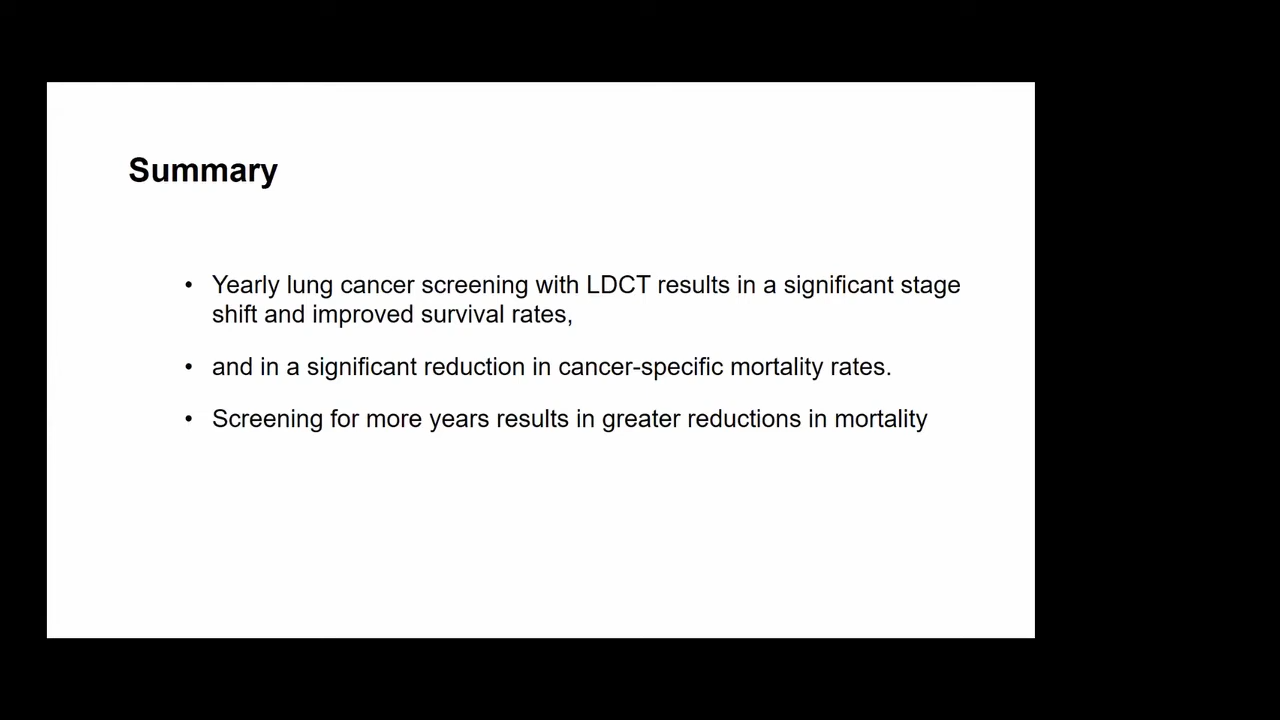 Summary
• Yearly lung cancer screening with LDCT results in a significant stage
shift and improved survival rates,
• and in a significant reduction in cancer-specific mortality rates.
• Screening for more years results in greater reductions in mortality